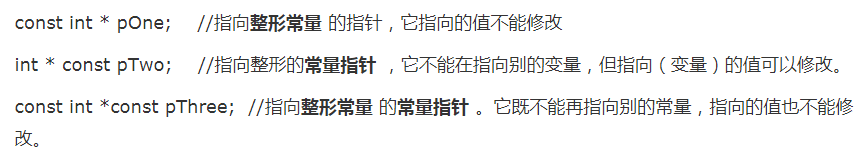 const int * pOne;    //指向整形常量 的指针，它指向的值不能修改
int * const pTwo;    //指向整形的常量指针 ，它不能在指向别的变量，但指向（变量）的值可以修改。
const int *const pThree;  //指向整形常量 的常量指针 。它既不能再指向别的常量，指向的值也不能修
改。